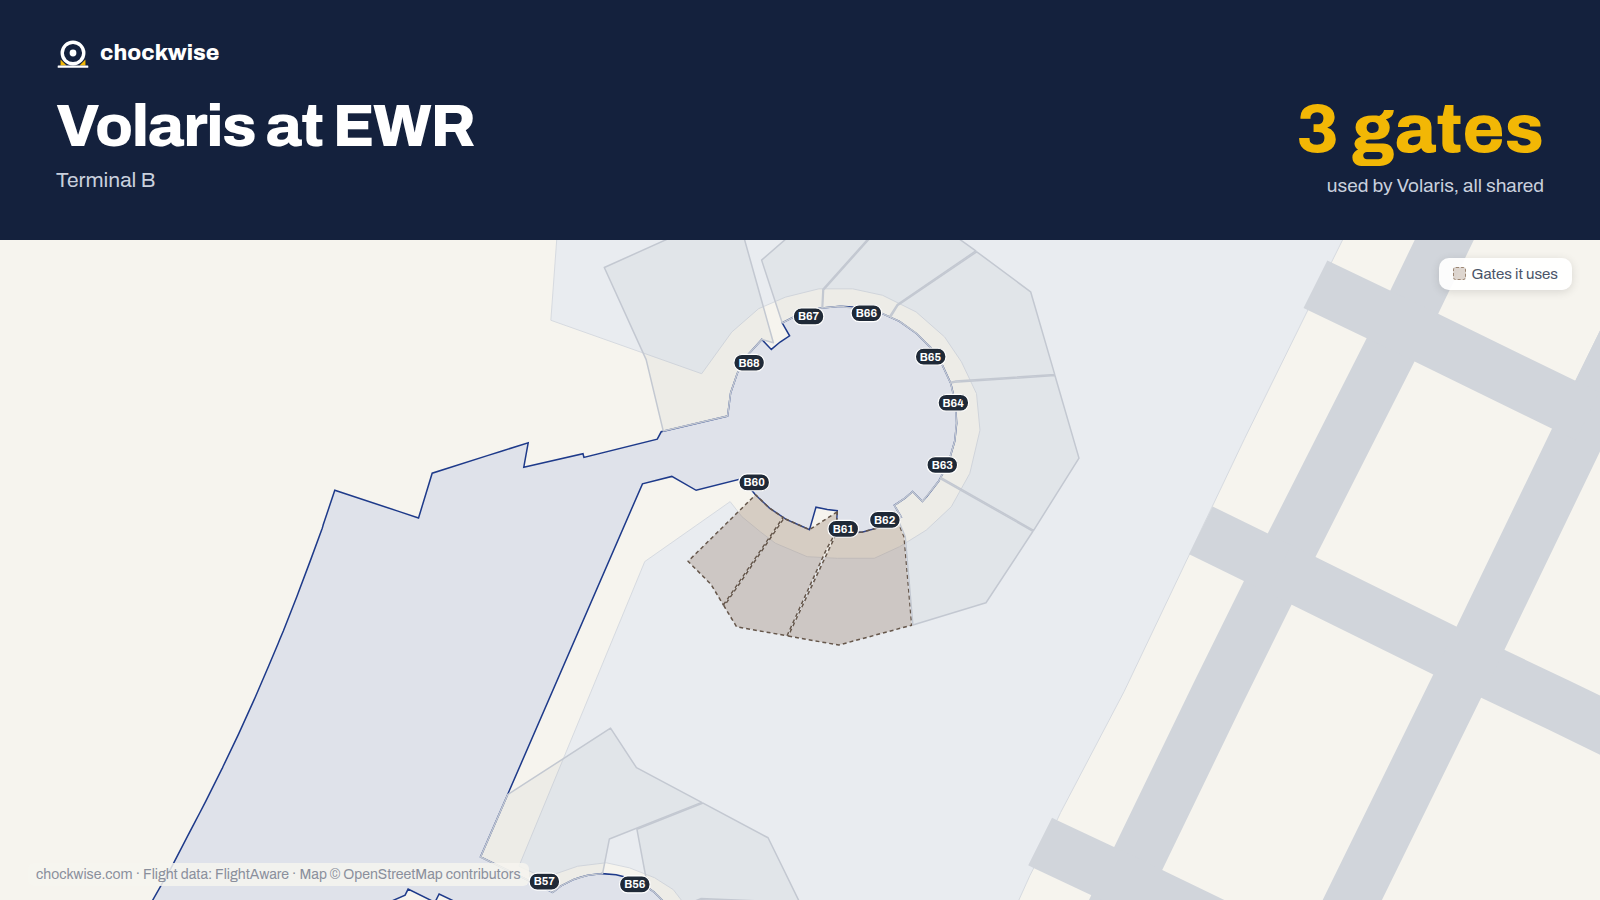 chockwise
Volaris at EWR
Terminal B
3 gates
used by Volaris, all shared
Gates it uses
B67
B66
B65
B68
B64
B63
B60
B62
B61
B57
B56
chockwise.com · Flight data: FlightAware · Map © OpenStreetMap contributors